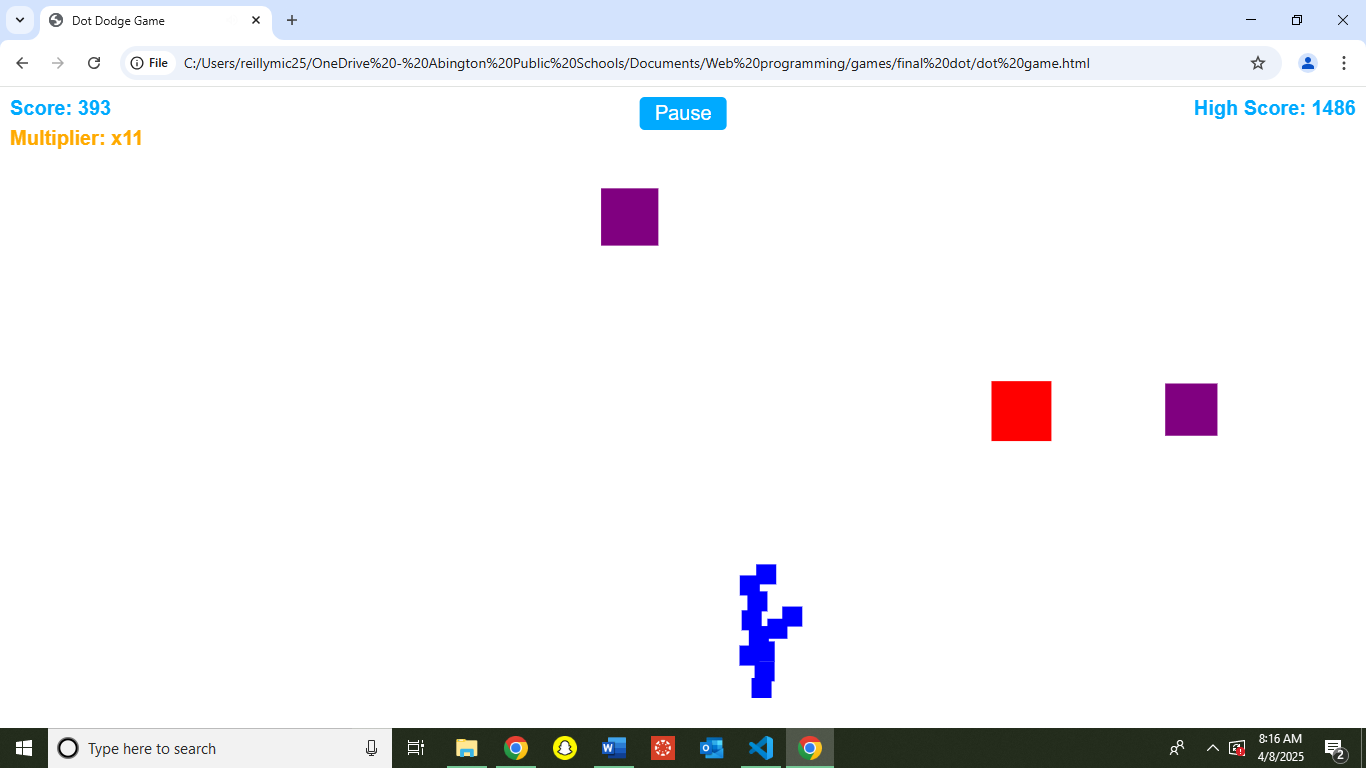 Dot Dodge Game
File
C:/Users/reillymic25/OneDrive%20-%20Abington%20Public%20Schools/Documents/Web%20programming/games/final%20dot/dot%20game.html
Score: 393
Pause
High Score: 1486
Multiplier: x11
Type here to search
8:16 AM
4/8/2025
2